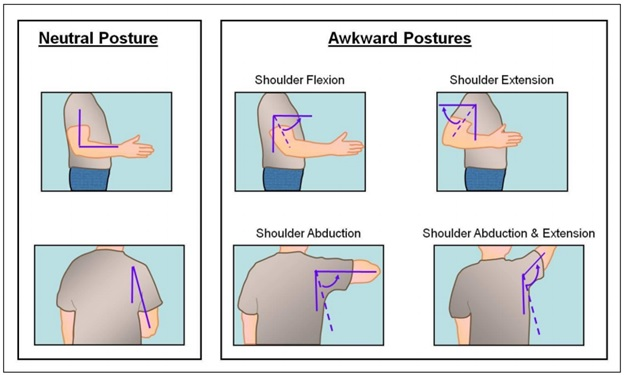 Neutral Posture
Awkward Postures
Shoulder Flexion
Shoulder Extension
Shoulder Abduction
Shoulder Abduction & Extension